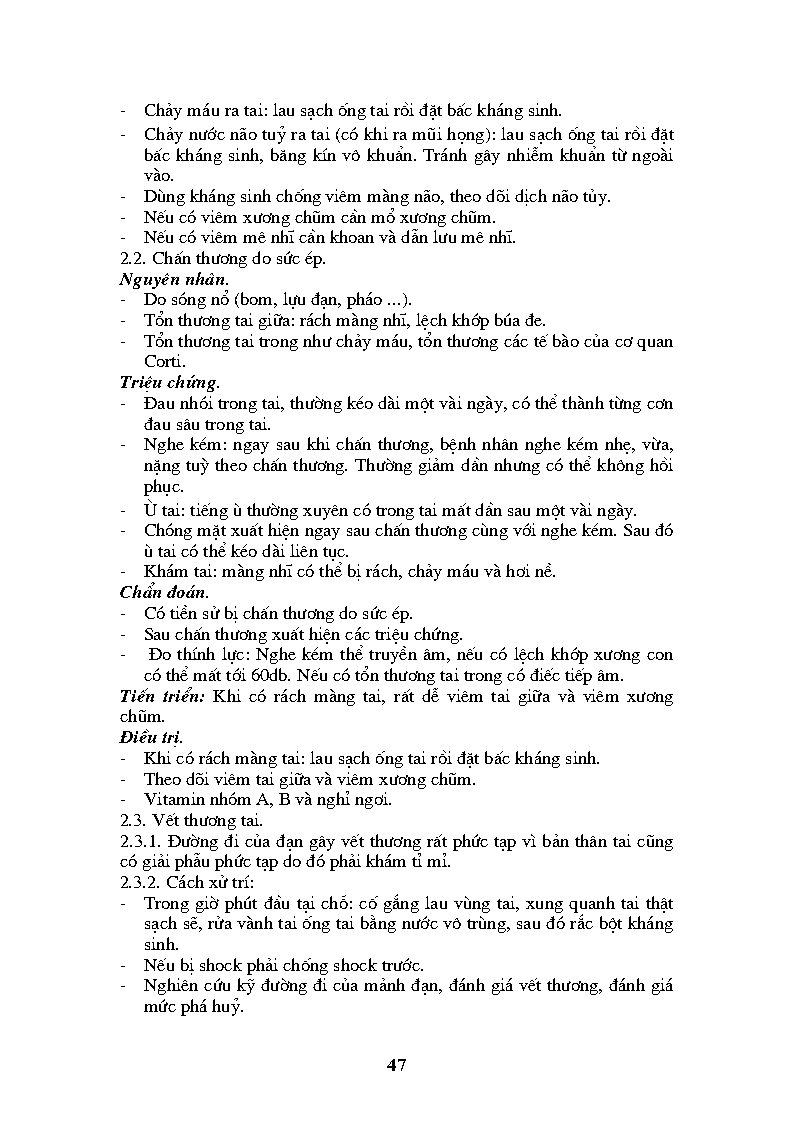 - Chảy máu ra tai: lau sạch ống tai rồi đặt bấc kháng sinh.
- Chảy nước não tuỷ ra tai (có khi ra mũi họng): lau sạch ống tai rồi đặt
bấc kháng sinh, băng kín vô khuẩn. Tránh gây nhiễm khuẩn từ ngoài
vào.
- Dùng kháng sinh chống viêm màng não, theo dõi dịch não tủy.
- Nếu có viêm xương chũm cần mổ xương chũm.
- Nếu có viêm mê nhĩ cần khoan và dẫn lưu mê nhĩ.
2.2. Chấn thương do sức ép.
Nguyên nhân.
- Do sóng nổ (bom, lựu đạn, pháo ...).
- Tổn thương tai giữa: rách màng nhĩ, lệch khớp búa đe.
- Tổn thương tai trong như chảy máu, tổn thương các tế bào của cơ quan
Corti.
Triệu chứng.
- Đau nhói trong tai, thường kéo dài một vài ngày, có thể thành từng cơn
đau sâu trong tai.
- Nghe kém: ngay sau khi chấn thương, bệnh nhân nghe kém nhẹ, vừa,
nặng tuỳ theo chấn thương. Thường giảm dần nhưng có thể không hồi
phục.
- Ù tai: tiếng ù thường xuyên có trong tai mất dần sau một vài ngày.
- Chóng mặt xuất hiện ngay sau chấn thương cùng với nghe kém. Sau đó
ù tai có thể kéo dài liên tục.
- Khám tai: màng nhĩ có thể bị rách, chảy máu và hơi nề.
Chẩn đoán.
- Có tiền sử bị chấn thương do sức ép.
- Sau chấn thương xuất hiện các triệu chứng.
- Đo thính lực: Nghe kém thể truyền âm, nếu có lệch khớp xương con
có thể mất tới 60db. Nếu có tổn thương tai trong có điếc tiếp âm.
Tiến triển: Khi có rách màng tai, rất dễ viêm tai giữa và viêm xương
chũm.
Điều trị.
- Khi có rách màng tai: lau sạch ống tai rồi đặt bấc kháng sinh.
- Theo dõi viêm tai giữa và viêm xương chũm.
- Vitamin nhóm A, B và nghỉ ngơi.
2.3. Vết thương tai.
2.3.1. Đường đi của đạn gây vết thương rất phức tạp vì bản thân tai cũng
có giải phẫu phức tạp do đó phải khám tỉ mỉ.
2.3.2. Cách xử trí:
- Trong giờ phút đầu tại chỗ: cố gắng lau vùng tai, xung quanh tai thật
sạch sẽ, rửa vành tai ống tai bằng nước vô trùng, sau đó rắc bột kháng
sinh.
- Nếu bị shock phải chống shock trước.
- Nghiên cứu kỹ đường đi của mảnh đạn, đánh giá vết thương, đánh giá
mức phá huỷ.
47